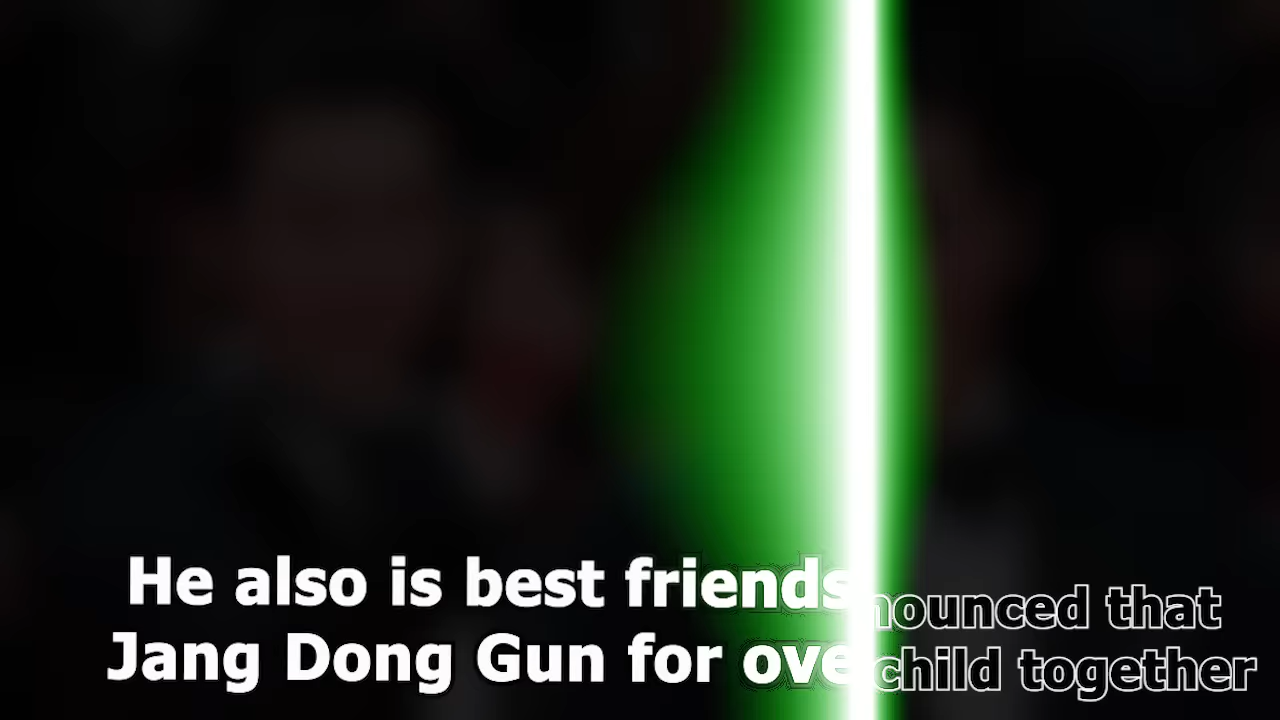 He also is best friends nounced that
Jang Dong Gun for ove child together